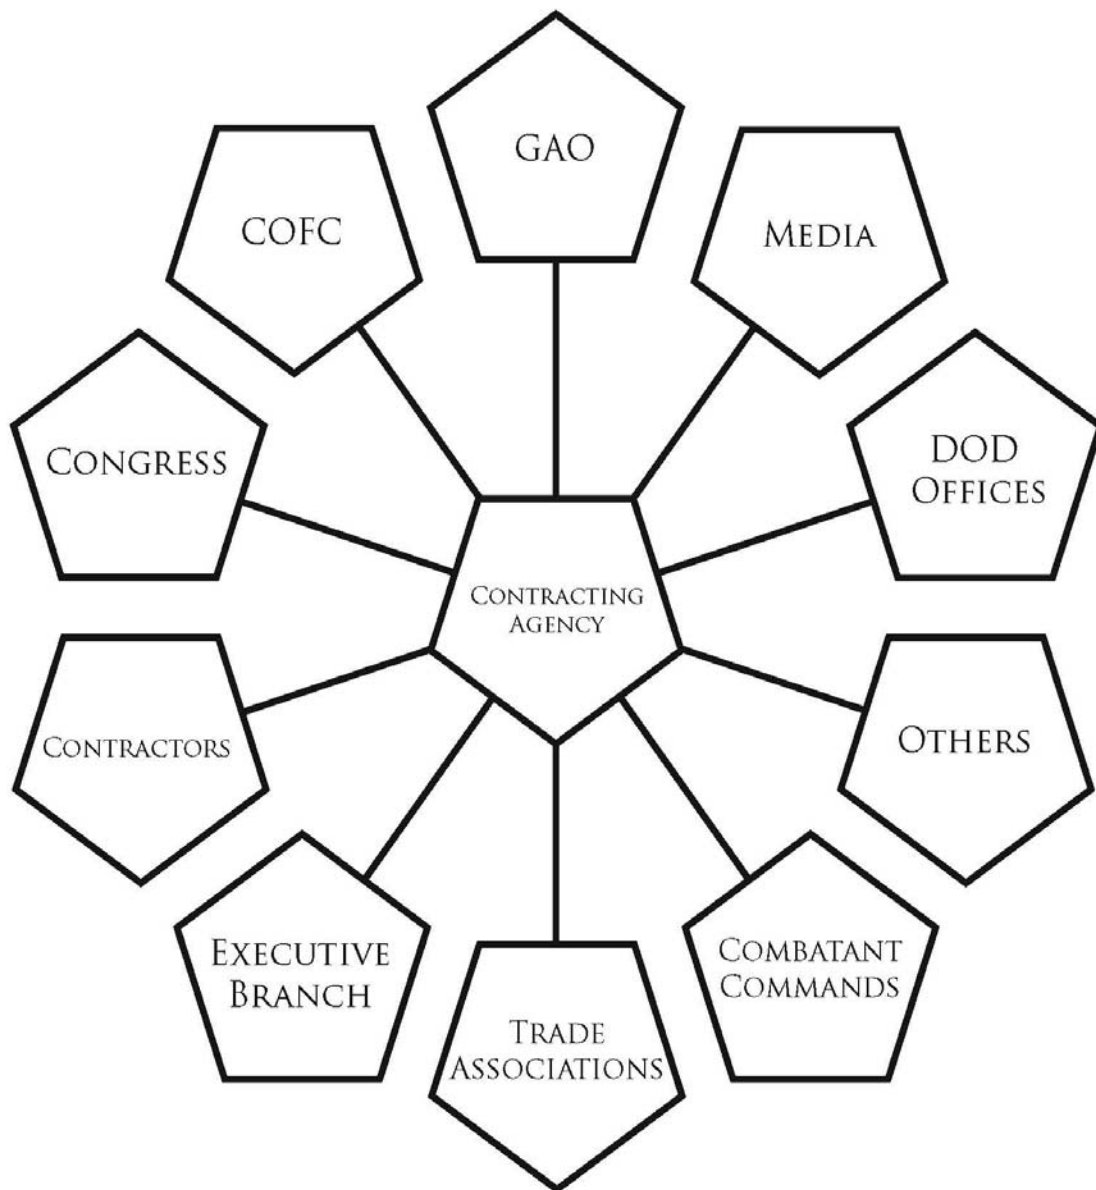 GAO
COFC
MEDIA
CONGRESS
DOD
OFFICES
CONTRACTING
AGENCY
CONTRACTORS
OTHERS
EXECUTIVE
BRANCH
TRADE
ASSOCIATIONS
COMBATANT
COMMANDS